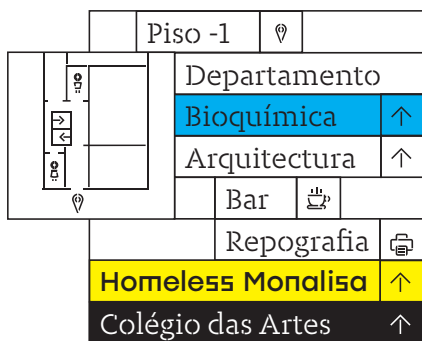 Piso -1
Departamento
Bioquímica
Arquitectura
Bar
Repografia
Homeless Monalisa
Colégio das Artes